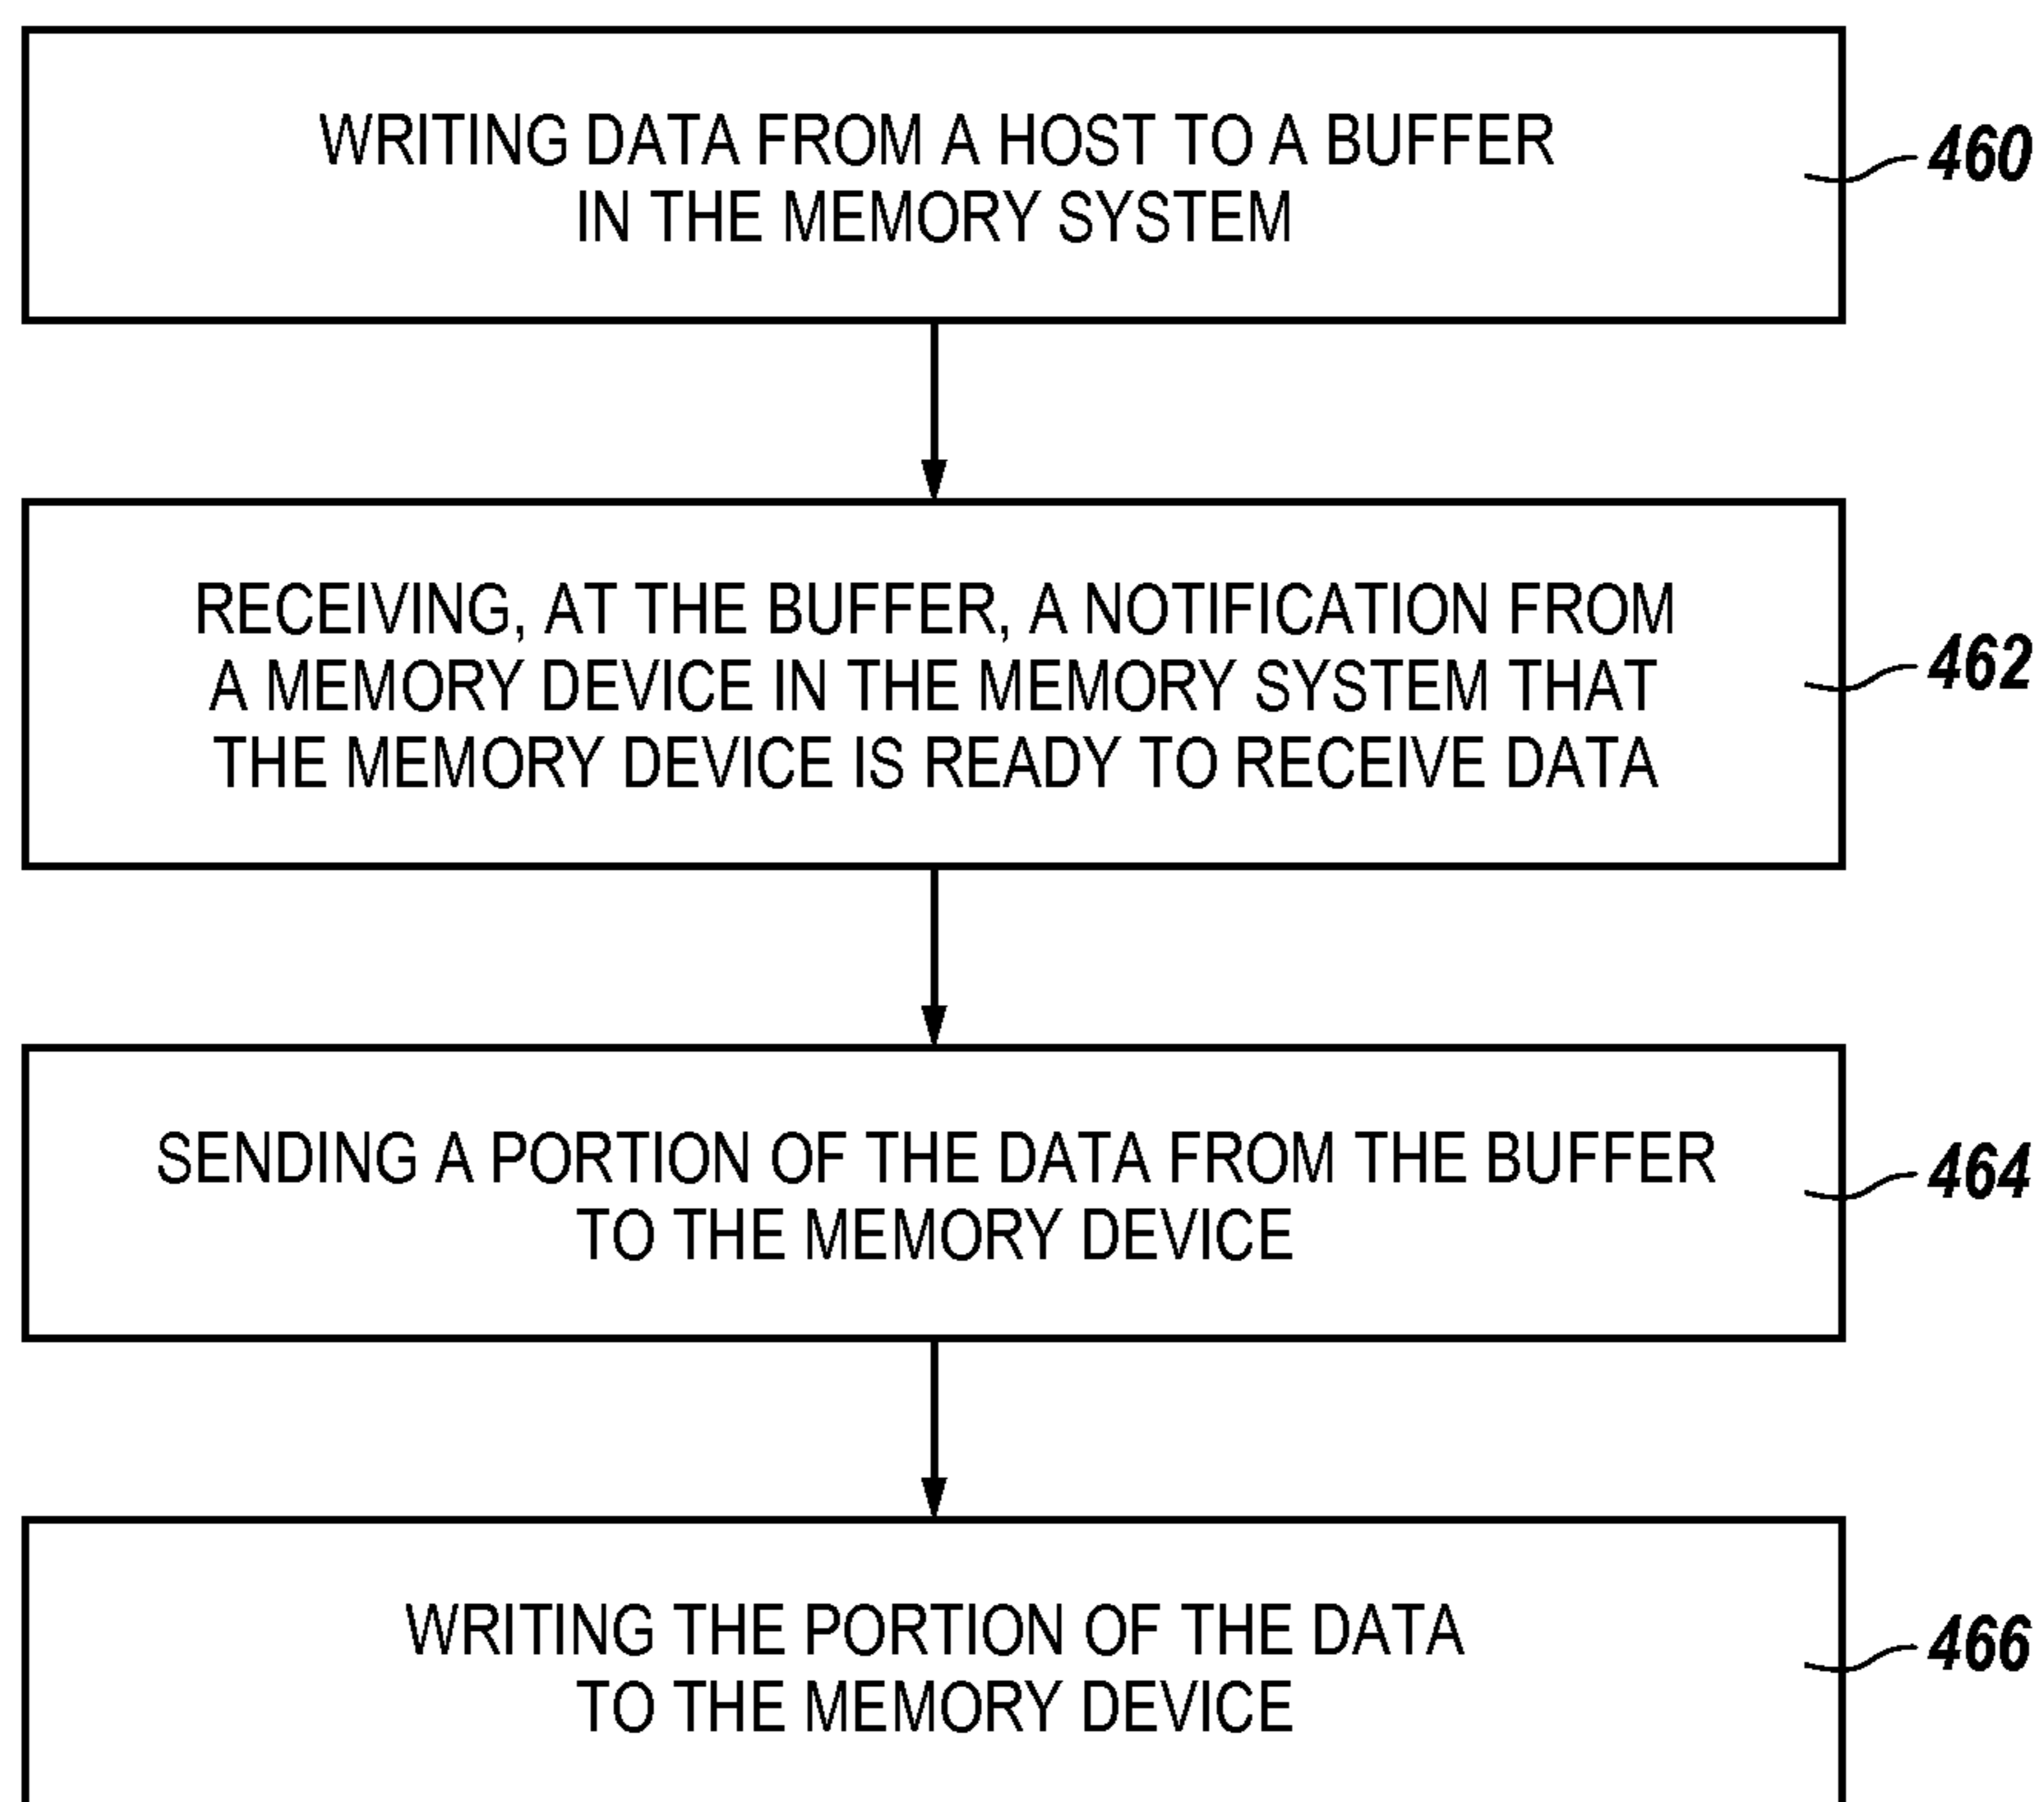 WRITING DATA FROM A HOST TO A BUFFER
IN THE MEMORY SYSTEM
460
RECEIVING, AT THE BUFFER, A NOTIFICATION FROM
A MEMORY DEVICE IN THE MEMORY SYSTEM THAT
THE MEMORY DEVICE IS READY TO RECEIVE DATA
462
SENDING A PORTION OF THE DATA FROM THE BUFFER
TO THE MEMORY DEVICE
464
WRITING THE PORTION OF THE DATA
TO THE MEMORY DEVICE
466